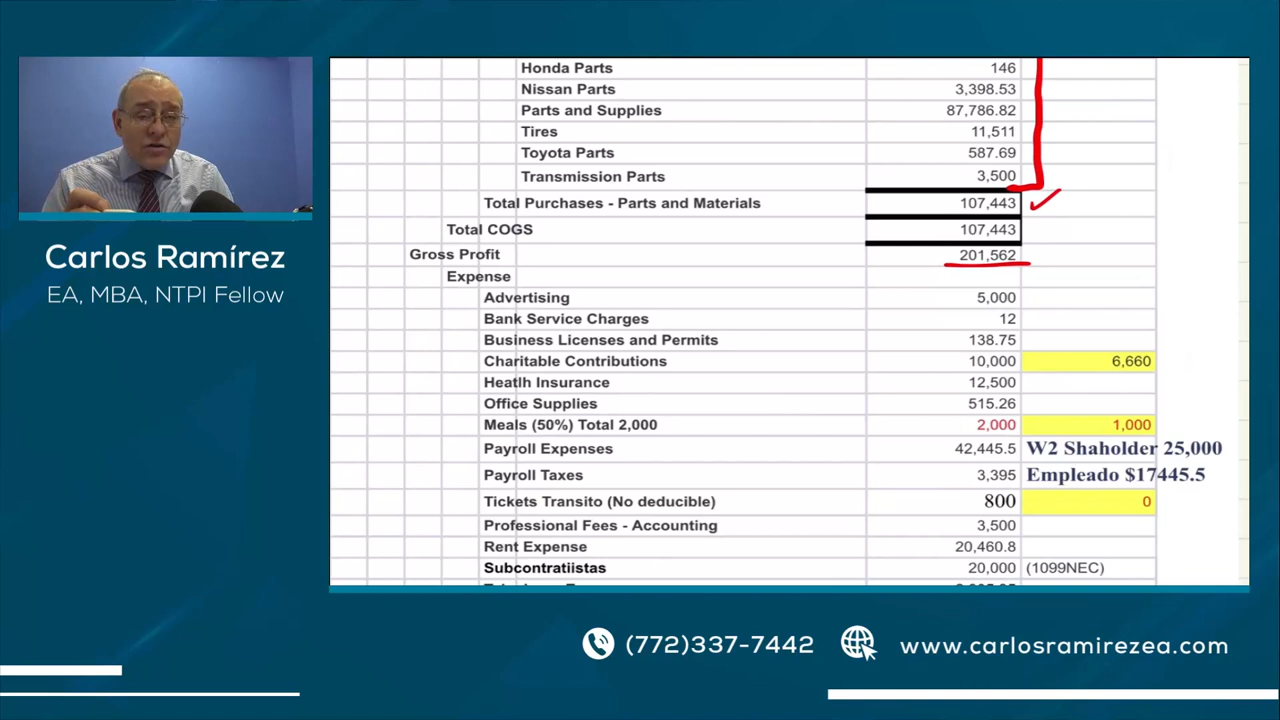 Honda Parts 146
Nissan Parts 3,398.53
Parts and Supplies 87,786.82
Tires 11,511
Toyota Parts 587.69
Transmission Parts 3,500
Total Purchases - Parts and Materials 107,443
Total COGS 107,443
Gross Profit 201,562
Expense
Advertising 5,000
Bank Service Charges 12
Business Licenses and Permits 138.75
Charitable Contributions 10,000 6,660
Heatlh Insurance 12,500
Office Supplies 515.26
Meals (50%) Total 2,000 2,000 1,000
Payroll Expenses 42,445.5 W2 Shaholder 25,000
Payroll Taxes 3,395 Empleado $17445.5
Tickets Transito (No deducible) 800 0
Professional Fees - Accounting 3,500
Rent Expense 20,460.8
Subcontratiistas 20,000 (1099NEC)
Carlos Ramírez
EA, MBA, NTPI Fellow
(772)337-7442
www.carlosramirezea.com